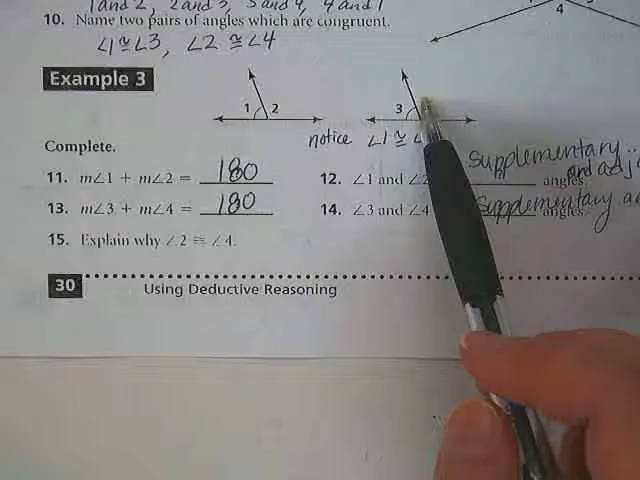 1 and 2, 2 and 3, 3 and 4, 4 and 1
10. Name two pairs of angles which are congruent.
4
∠1≅∠3, ∠2 ≅∠4
Example 3
1 2
3
Complete.
notice ∠1 ≅ ∠
11. m∠1 + m∠2 = 180
12. ∠1 and ∠2 supplementary and angles
13. m∠3 + m∠4 = 180
14. ∠3 and ∠4 supplementary angles
15. Explain why ∠2 ≅ ∠4.
30 Using Deductive Reasoning